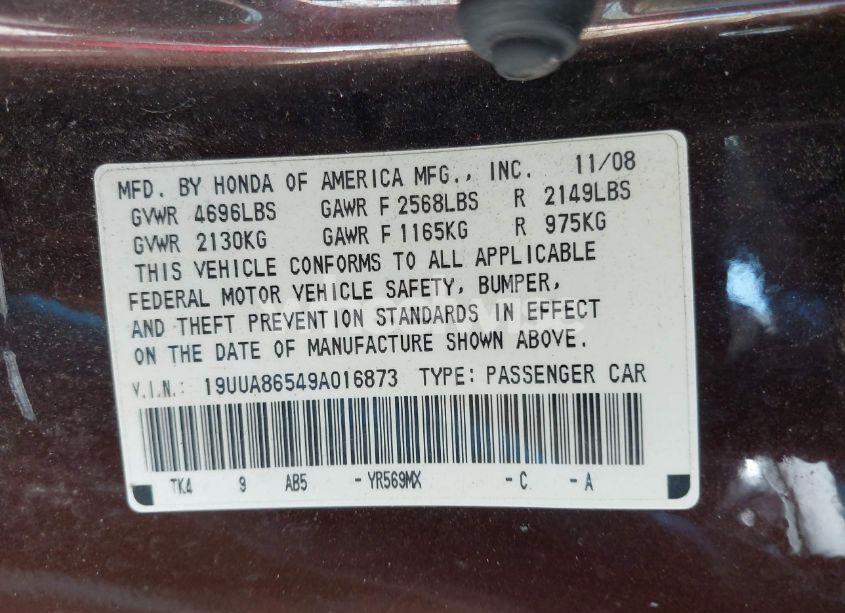 MFD. BY HONDA OF AMERICA MFG., INC. 11/08
GVWR 4696LBS GAWR F 2568LBS R 2149LBS
GVWR 2130KG GAWR F 1165KG R 975KG
THIS VEHICLE CONFORMS TO ALL APPLICABLE
FEDERAL MOTOR VEHICLE SAFETY, BUMPER,
AND THEFT PREVENTION STANDARDS IN EFFECT
ON THE DATE OF MANUFACTURE SHOWN ABOVE.
V.I.N.: 19UUA86549A016873 TYPE: PASSENGER CAR
TK4 9 AB5 -YR569MX -C -A